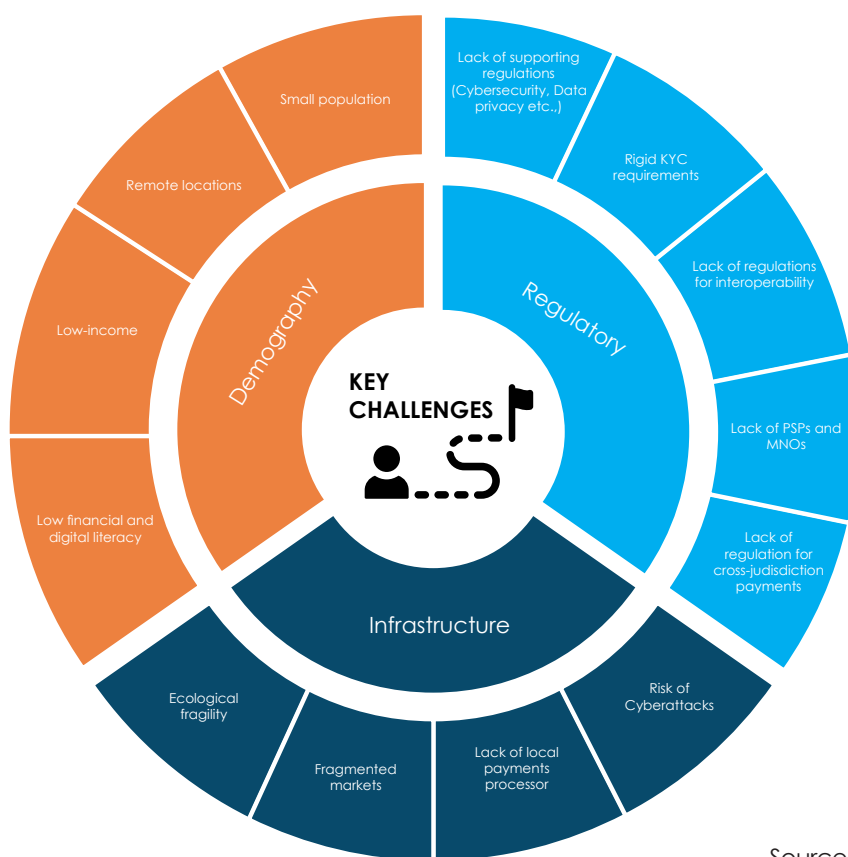 Small population
Remote locations
Low-income
Low financial and
digital literacy
Demography
Lack of supporting
regulations
(Cybersecurity, Data
privacy etc.,)
Rigid KYC
requirements
Lack of regulations
for interoperability
Lack of PSPs and
MNOs
Lack of
regulation for
cross-judisdiction
payments
Regulatory
KEY
CHALLENGES
Infrastructure
Ecological
fragility
Fragmented
markets
Lack of local
payments
processor
Risk of
Cyberattacks
Source